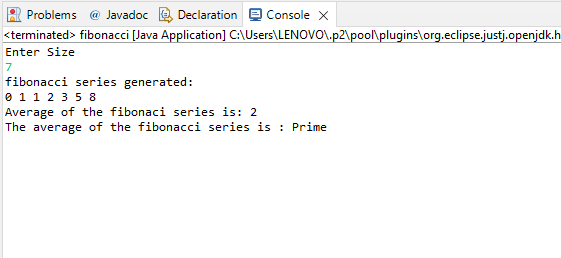 Problems @ Javadoc Declaration Console
<terminated> fibonacci [Java Application] C:\Users\LENOVO\.p2\pool\plugins\org.eclipse.justj.openjdk.h
Enter Size
7
fibonacci series generated:
0 1 1 2 3 5 8
Average of the fibonaci series is: 2
The average of the fibonacci series is : Prime